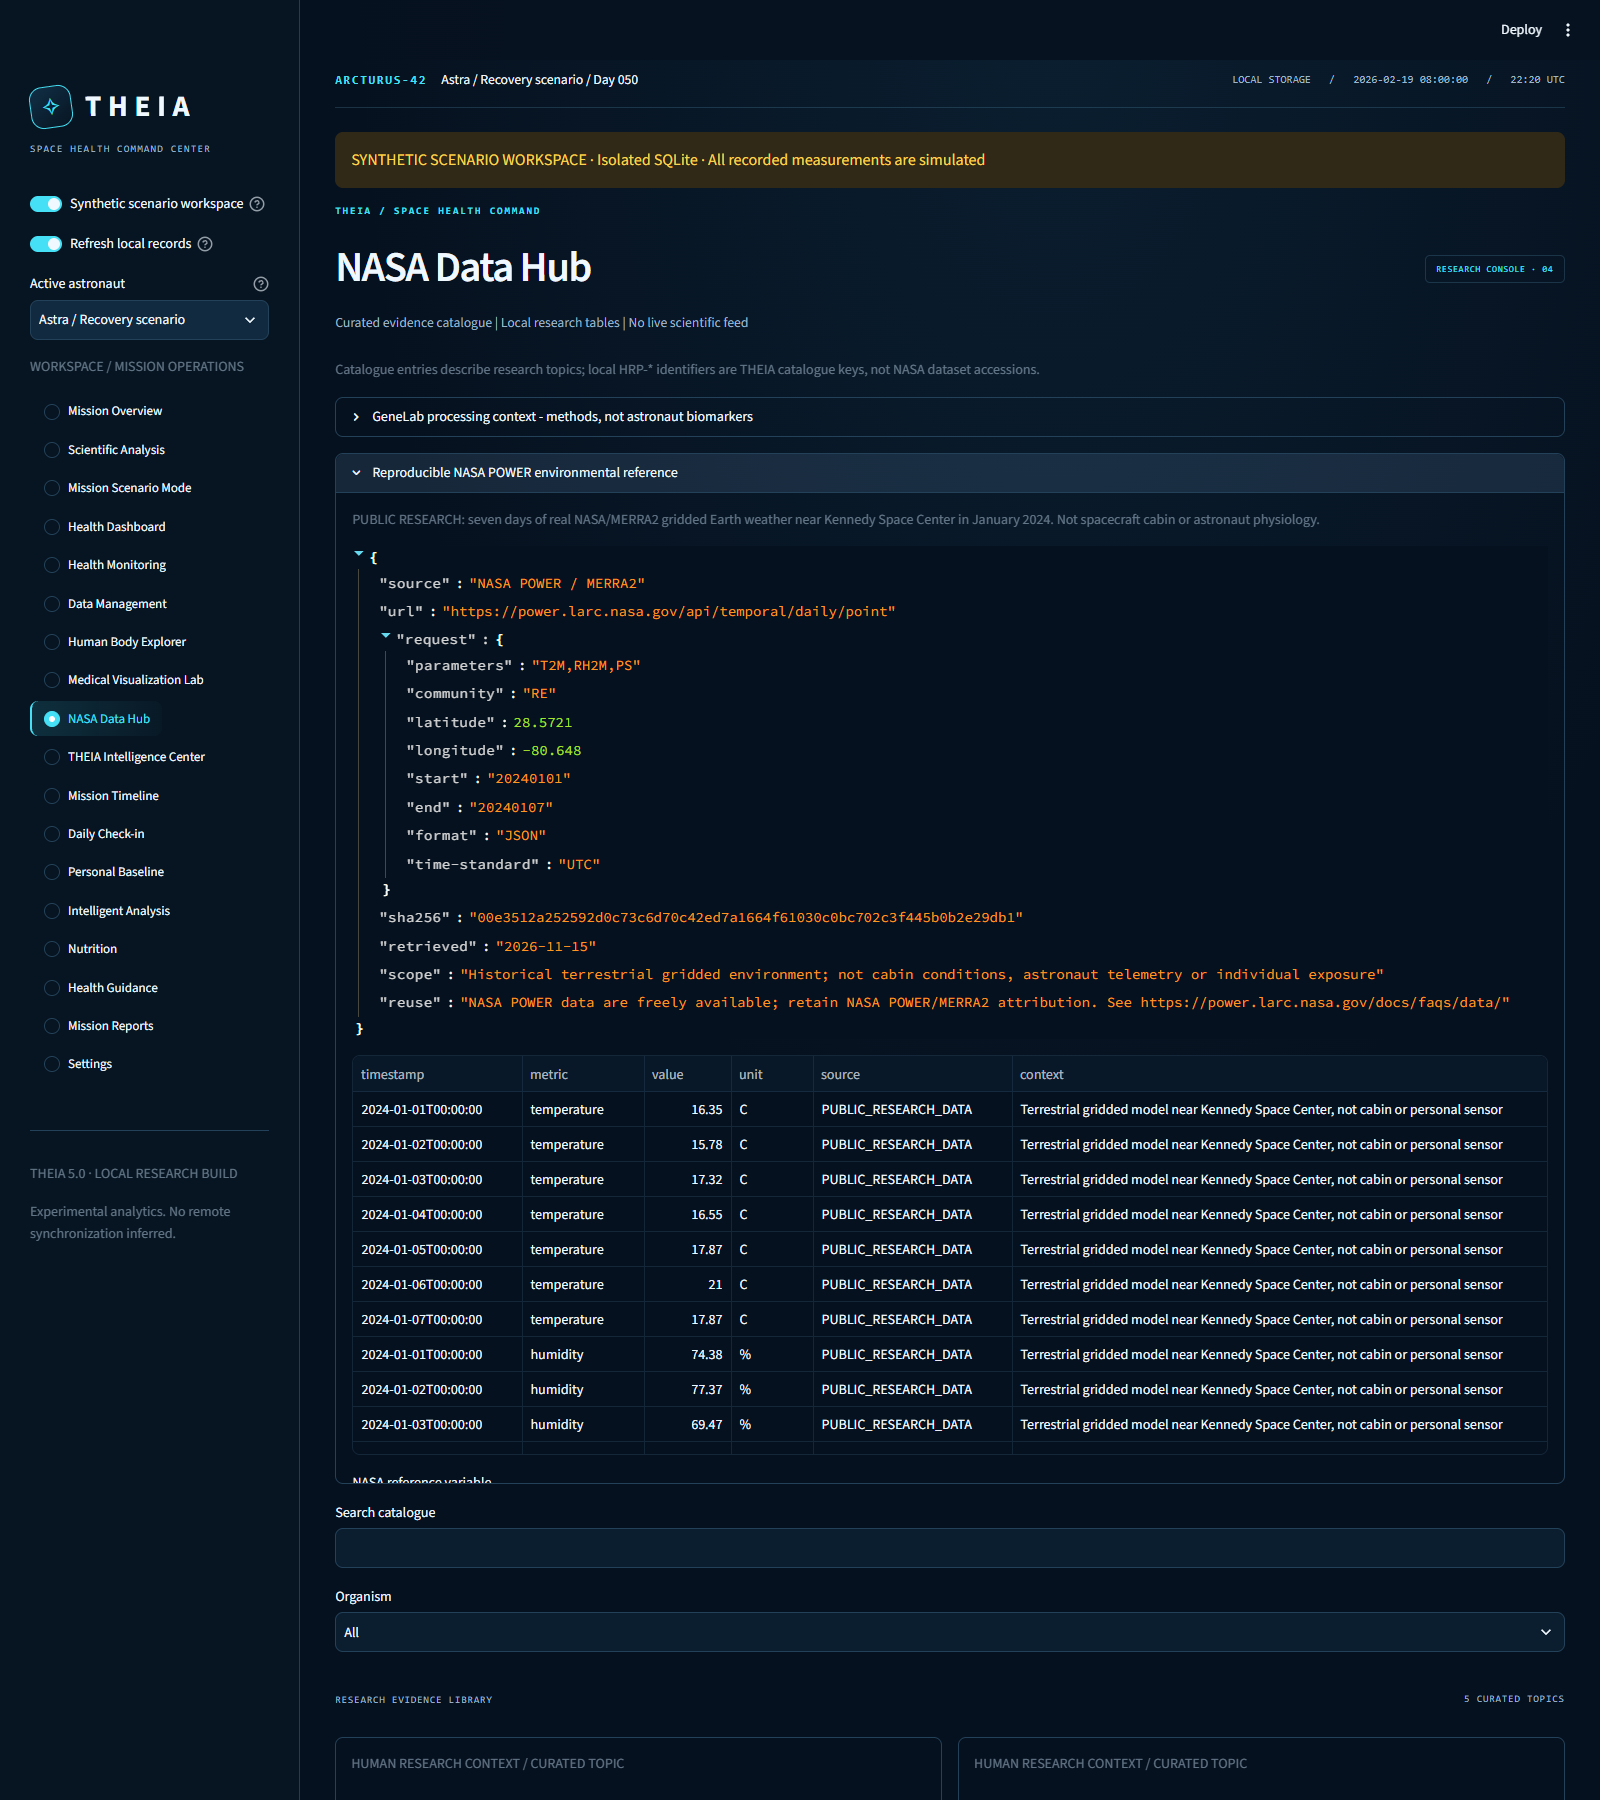 Deploy
THEIA
SPACE HEALTH COMMAND CENTER
Synthetic scenario workspace
Refresh local records
Active astronaut
Astra / Recovery scenario
WORKSPACE / MISSION OPERATIONS
Mission Overview
Scientific Analysis
Mission Scenario Mode
Health Dashboard
Health Monitoring
Data Management
Human Body Explorer
Medical Visualization Lab
NASA Data Hub
THEIA Intelligence Center
Mission Timeline
Daily Check-in
Personal Baseline
Intelligent Analysis
Nutrition
Health Guidance
Mission Reports
Settings
THEIA 5.0 · LOCAL RESEARCH BUILD
Experimental analytics. No remote
synchronization inferred.
ARCTURUS-42 Astra / Recovery scenario / Day 050
LOCAL STORAGE / 2026-02-19 08:00:00 / 22:20 UTC
SYNTHETIC SCENARIO WORKSPACE · Isolated SQLite · All recorded measurements are simulated
THEIA / SPACE HEALTH COMMAND
NASA Data Hub
RESEARCH CONSOLE · 04
Curated evidence catalogue | Local research tables | No live scientific feed
Catalogue entries describe research topics; local HRP-* identifiers are THEIA catalogue keys, not NASA dataset accessions.
GeneLab processing context - methods, not astronaut biomarkers
Reproducible NASA POWER environmental reference
PUBLIC RESEARCH: seven days of real NASA/MERRA2 gridded Earth weather near Kennedy Space Center in January 2024. Not spacecraft cabin or astronaut physiology.
{
"source" : "NASA POWER / MERRA2"
"url" : "https://power.larc.nasa.gov/api/temporal/daily/point"
"request" : {
"parameters" : "T2M,RH2M,PS"
"community" : "RE"
"latitude" : 28.5721
"longitude" : -80.648
"start" : "20240101"
"end" : "20240107"
"format" : "JSON"
"time-standard" : "UTC"
}
"sha256" : "00e3512a252592d0c73c6d70c42ed7a1664f61030c0bc702c3f445b0b2e29db1"
"retrieved" : "2026-11-15"
"scope" : "Historical terrestrial gridded environment; not cabin conditions, astronaut telemetry or individual exposure"
"reuse" : "NASA POWER data are freely available; retain NASA POWER/MERRA2 attribution. See https://power.larc.nasa.gov/docs/faqs/data/"
}
timestamp metric value unit source context
2024-01-01T00:00:00 temperature 16.35 C PUBLIC_RESEARCH_DATA Terrestrial gridded model near Kennedy Space Center, not cabin or personal sensor
2024-01-02T00:00:00 temperature 15.78 C PUBLIC_RESEARCH_DATA Terrestrial gridded model near Kennedy Space Center, not cabin or personal sensor
2024-01-03T00:00:00 temperature 17.32 C PUBLIC_RESEARCH_DATA Terrestrial gridded model near Kennedy Space Center, not cabin or personal sensor
2024-01-04T00:00:00 temperature 16.55 C PUBLIC_RESEARCH_DATA Terrestrial gridded model near Kennedy Space Center, not cabin or personal sensor
2024-01-05T00:00:00 temperature 17.87 C PUBLIC_RESEARCH_DATA Terrestrial gridded model near Kennedy Space Center, not cabin or personal sensor
2024-01-06T00:00:00 temperature 21 C PUBLIC_RESEARCH_DATA Terrestrial gridded model near Kennedy Space Center, not cabin or personal sensor
2024-01-07T00:00:00 temperature 17.87 C PUBLIC_RESEARCH_DATA Terrestrial gridded model near Kennedy Space Center, not cabin or personal sensor
2024-01-01T00:00:00 humidity 74.38 % PUBLIC_RESEARCH_DATA Terrestrial gridded model near Kennedy Space Center, not cabin or personal sensor
2024-01-02T00:00:00 humidity 77.37 % PUBLIC_RESEARCH_DATA Terrestrial gridded model near Kennedy Space Center, not cabin or personal sensor
2024-01-03T00:00:00 humidity 69.47 % PUBLIC_RESEARCH_DATA Terrestrial gridded model near Kennedy Space Center, not cabin or personal sensor
NASA reference variable
Search catalogue
Organism
All
RESEARCH EVIDENCE LIBRARY
5 CURATED TOPICS
HUMAN RESEARCH CONTEXT / CURATED TOPIC
HUMAN RESEARCH CONTEXT / CURATED TOPIC